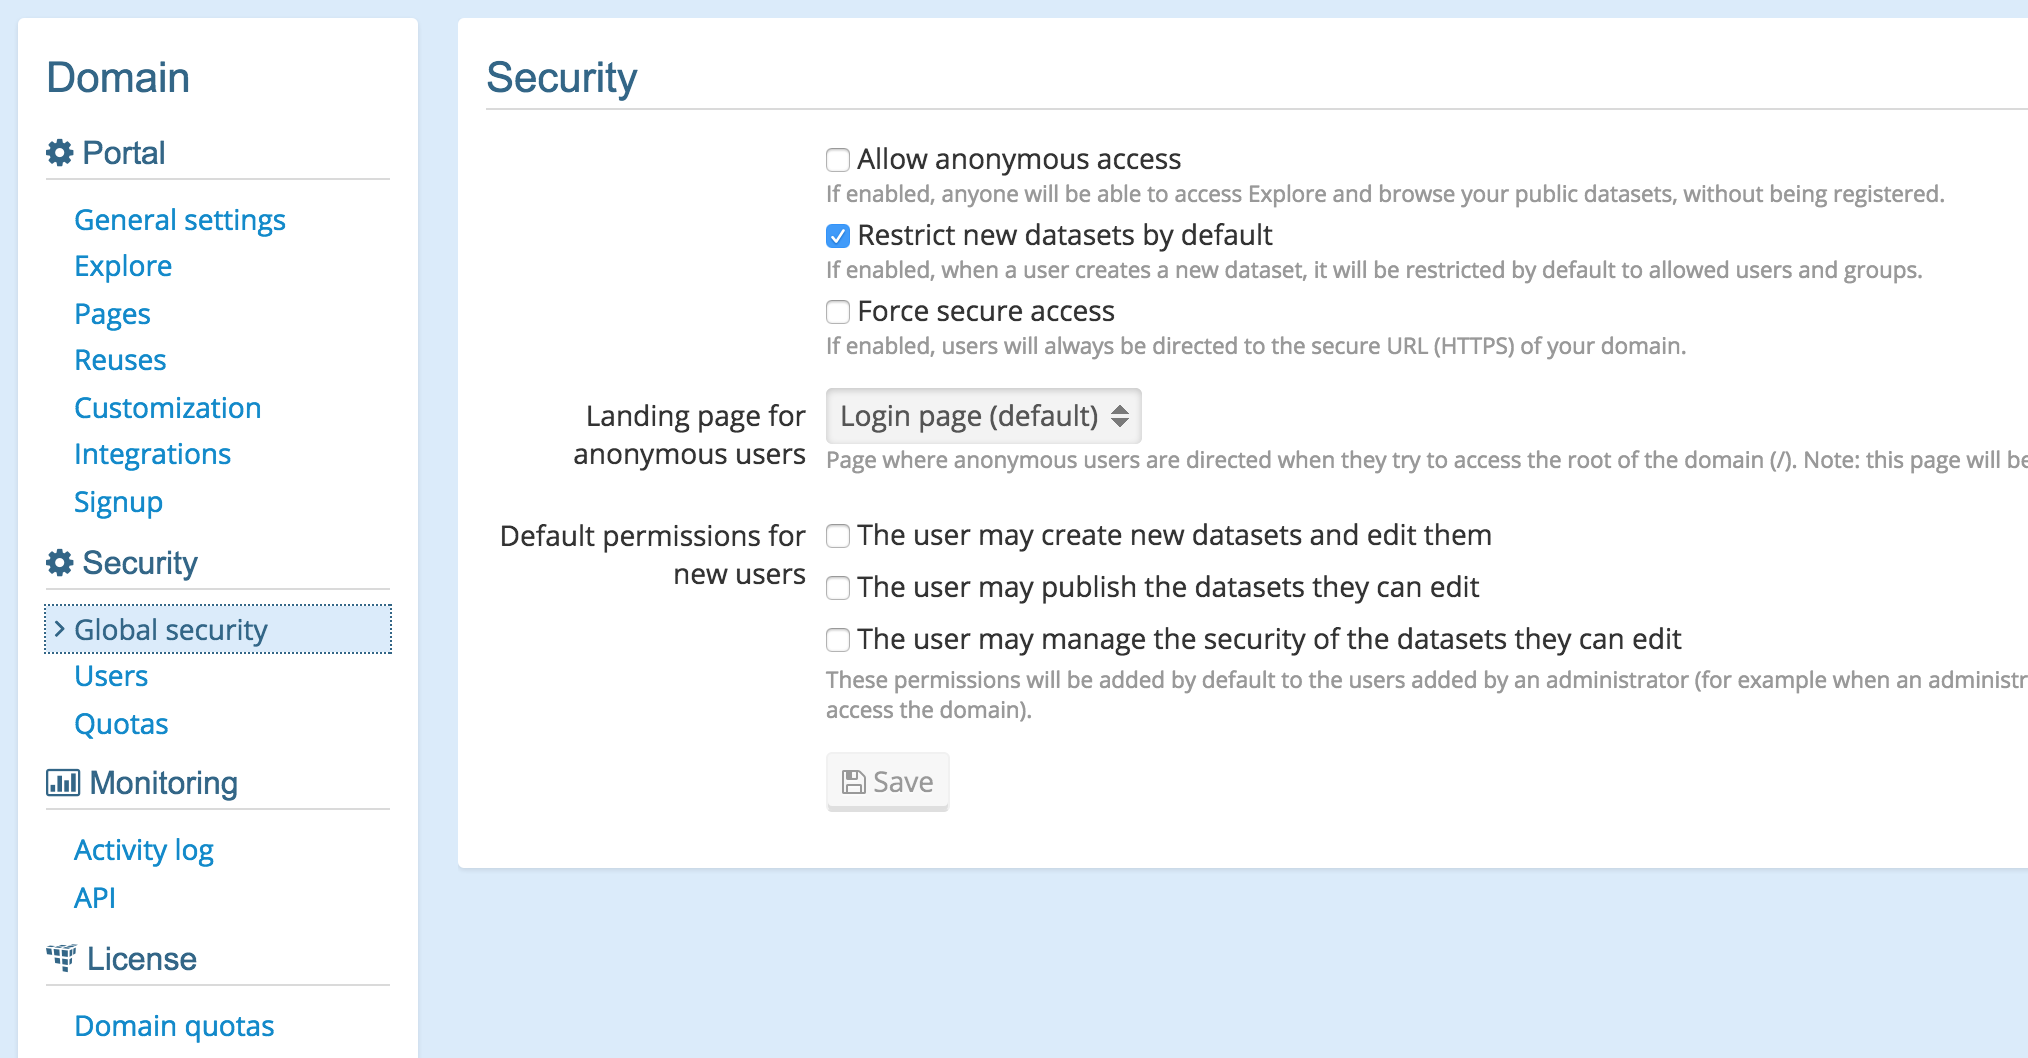 Domain
Portal
General settings
Explore
Pages
Reuses
Customization
Integrations
Signup
Security
Global security
Users
Quotas
Monitoring
Activity log
API
License
Domain quotas
Security
Allow anonymous access
If enabled, anyone will be able to access Explore and browse your public datasets, without being registered.
Restrict new datasets by default
If enabled, when a user creates a new dataset, it will be restricted by default to allowed users and groups.
Force secure access
If enabled, users will always be directed to the secure URL (HTTPS) of your domain.
Landing page for
anonymous users
Login page (default)
Page where anonymous users are directed when they try to access the root of the domain (/). Note: this page will be
Default permissions for
new users
The user may create new datasets and edit them
The user may publish the datasets they can edit
The user may manage the security of the datasets they can edit
These permissions will be added by default to the users added by an administrator (for example when an administr
access the domain).
Save